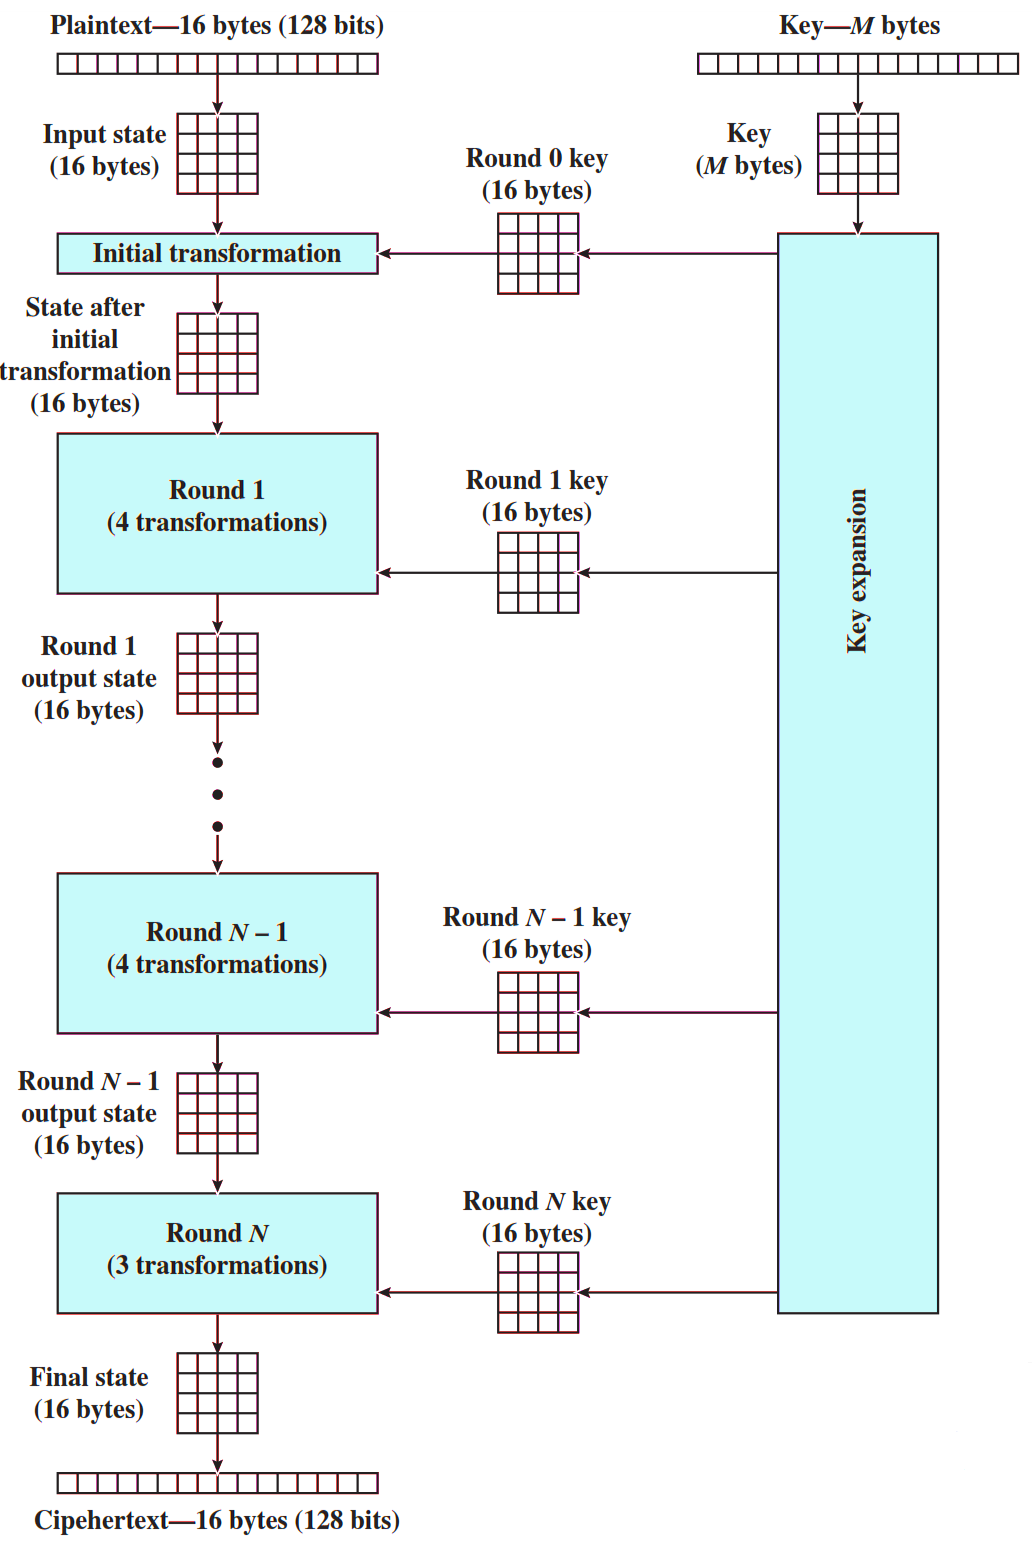 Plaintext—16 bytes (128 bits)
Key—M bytes
Input state
(16 bytes)
Key
(M bytes)
Round 0 key
(16 bytes)
Initial transformation
State after
initial
transformation
(16 bytes)
Round 1
(4 transformations)
Round 1 key
(16 bytes)
Key expansion
Round 1
output state
(16 bytes)
Round N – 1
(4 transformations)
Round N – 1 key
(16 bytes)
Round N – 1
output state
(16 bytes)
Round N
(3 transformations)
Round N key
(16 bytes)
Final state
(16 bytes)
Cipehertext—16 bytes (128 bits)